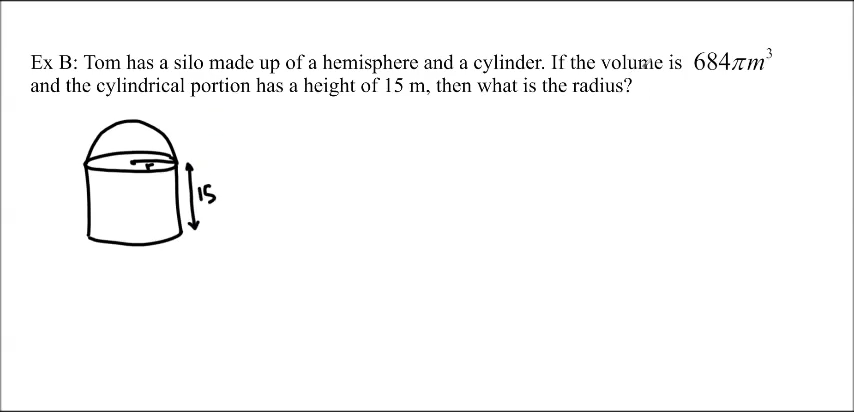 Ex B: Tom has a silo made up of a hemisphere and a cylinder. If the volume is 684πm³
and the cylindrical portion has a height of 15 m, then what is the radius?
r
15